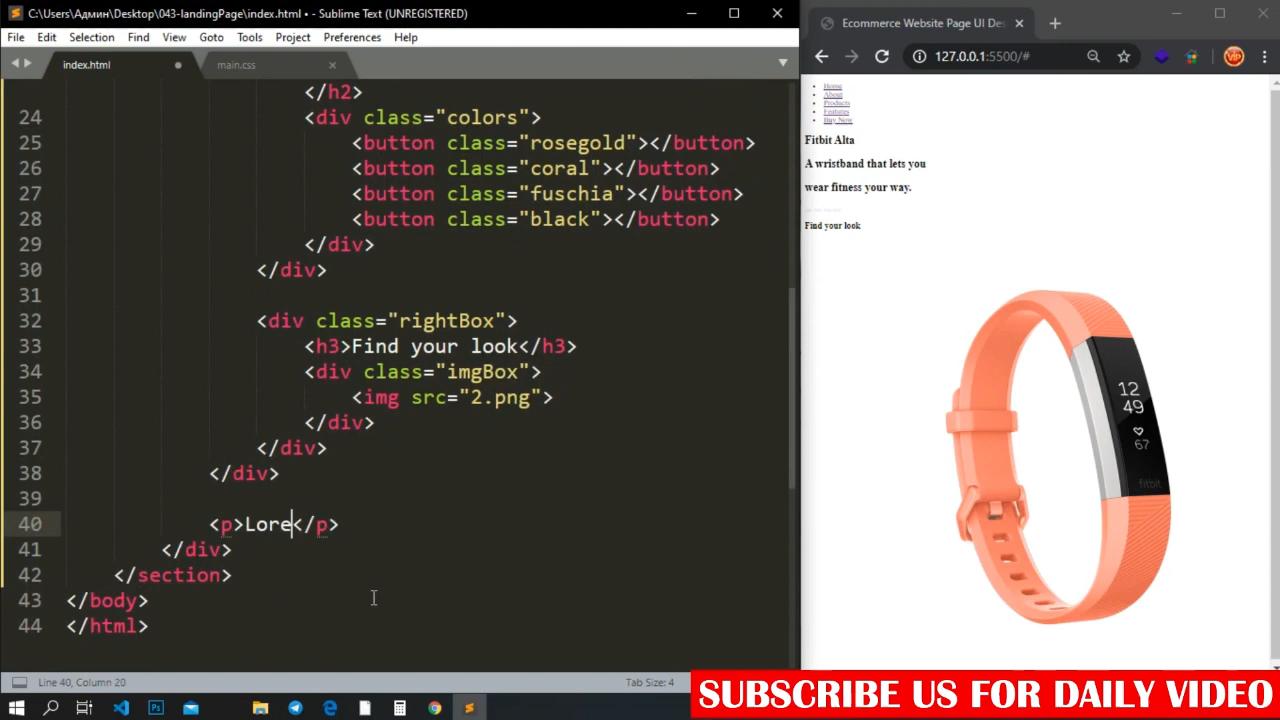 C:\Users\Админ\Desktop\043-landingPage\index.html • - Sublime Text (UNREGISTERED)
File Edit Selection Find View Goto Tools Project Preferences Help
index.html
main.css
</h2>
24 <div class="colors">
25 <button class="rosegold"></button>
26 <button class="coral"></button>
27 <button class="fuschia"></button>
28 <button class="black"></button>
29 </div>
30 </div>
31
32 <div class="rightBox">
33 <h3>Find your look</h3>
34 <div class="imgBox">
35 <img src="2.png">
36 </div>
37 </div>
38 </div>
39
40 <p>Lore</p>
41 </div>
42 </section>
43 </body>
44 </html>
Line 40, Column 20
Tab Size: 4
Ecommerce Website Page UI Des
127.0.0.1:5500/#
VIP
Home
About
Products
Features
Buy Now
Fitbit Alta
A wristband that lets you
wear fitness your way.
Find your look
12
49
67
fitbit
SUBSCRIBE US FOR DAILY VIDEO